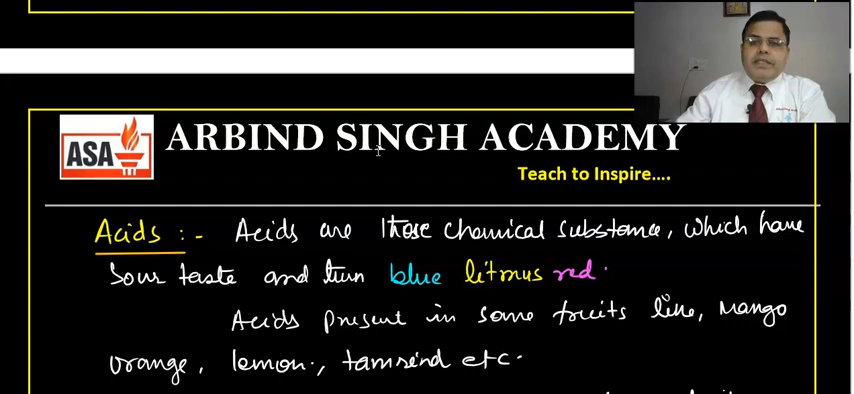 ASA
ARBIND SINGH ACADEMY
Teach to Inspire....
Acids :- Acids are those chemical substance, which have
Sour taste and turn blue litmus red.
Acids present in some fruits like, mango
orange, lemon, tamrind etc.